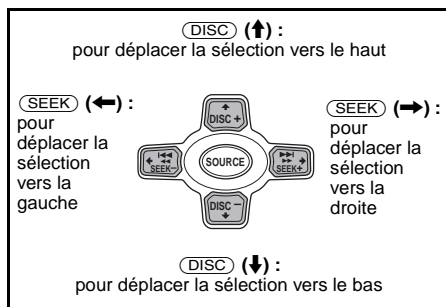 DISC (↑) :
pour déplacer la sélection vers le haut
SEEK (←) :
pour
déplacer la
sélection
vers la
gauche
DISC +
SEEK–
SOURCE
SEEK+
DISC –
SEEK (→) :
pour
déplacer la
sélection
vers la
droite
DISC (↓) :
pour déplacer la sélection vers le bas